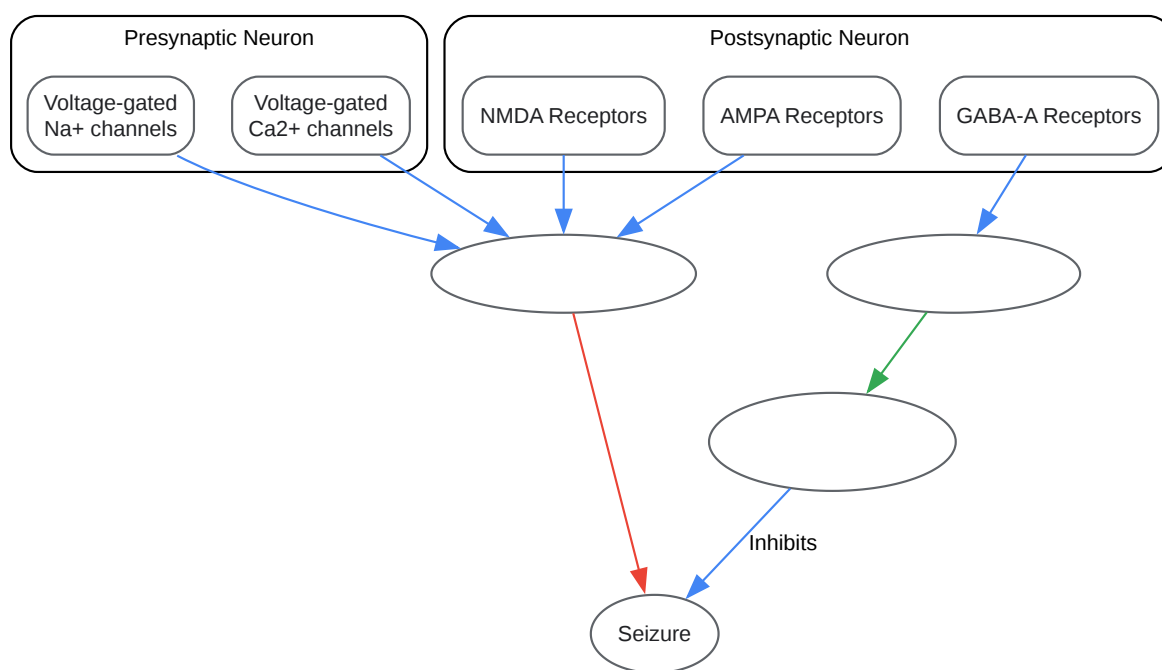 Presynaptic Neuron
Postsynaptic Neuron
Voltage-gated
Na+ channels
Voltage-gated
Ca2+ channels
NMDA Receptors
AMPA Receptors
GABA-A Receptors
Inhibits
Seizure